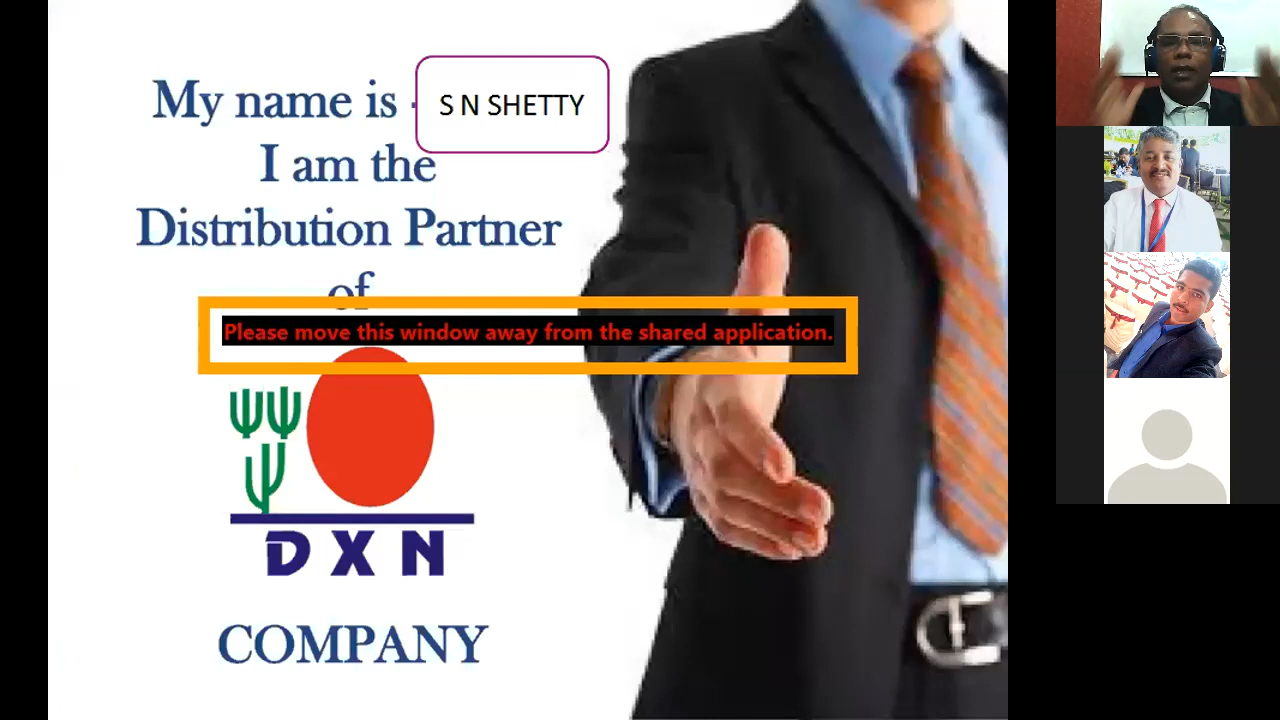 My name is -
S N SHETTY
I am the
Distribution Partner
of
Please move this window away from the shared application.
DXN
COMPANY